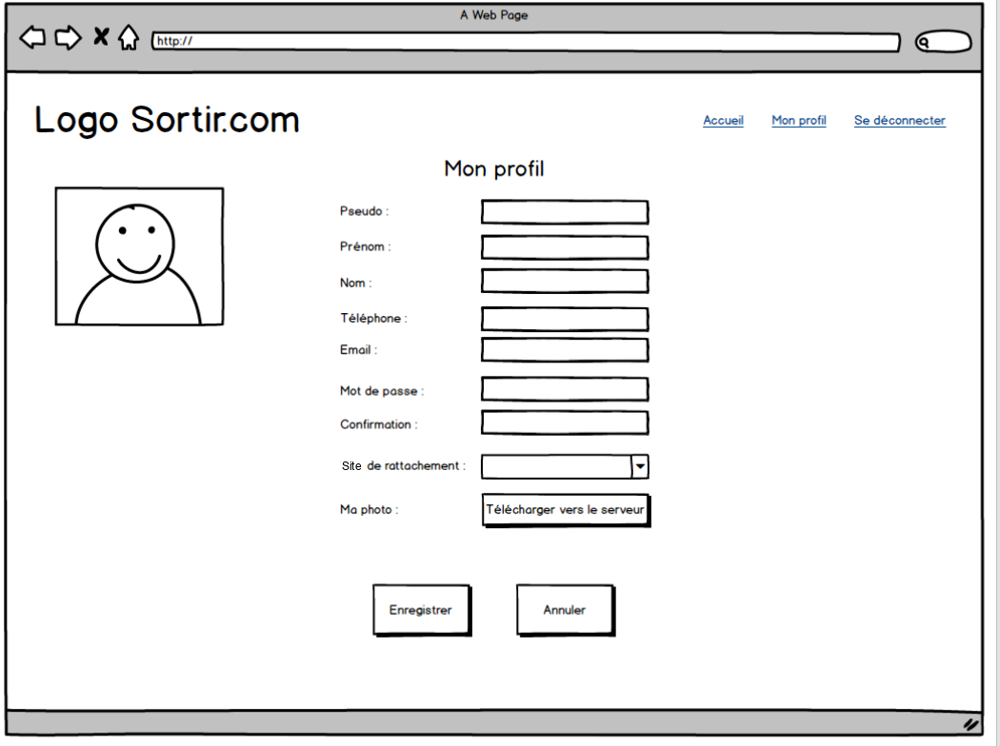 A Web Page
http://
Logo Sortir.com
Accueil Mon profil Se déconnecter
Mon profil
Pseudo :
Prénom :
Nom :
Téléphone :
Email :
Mot de passe :
Confirmation :
Site de rattachement :
Ma photo : Télécharger vers le serveur
Enregistrer Annuler